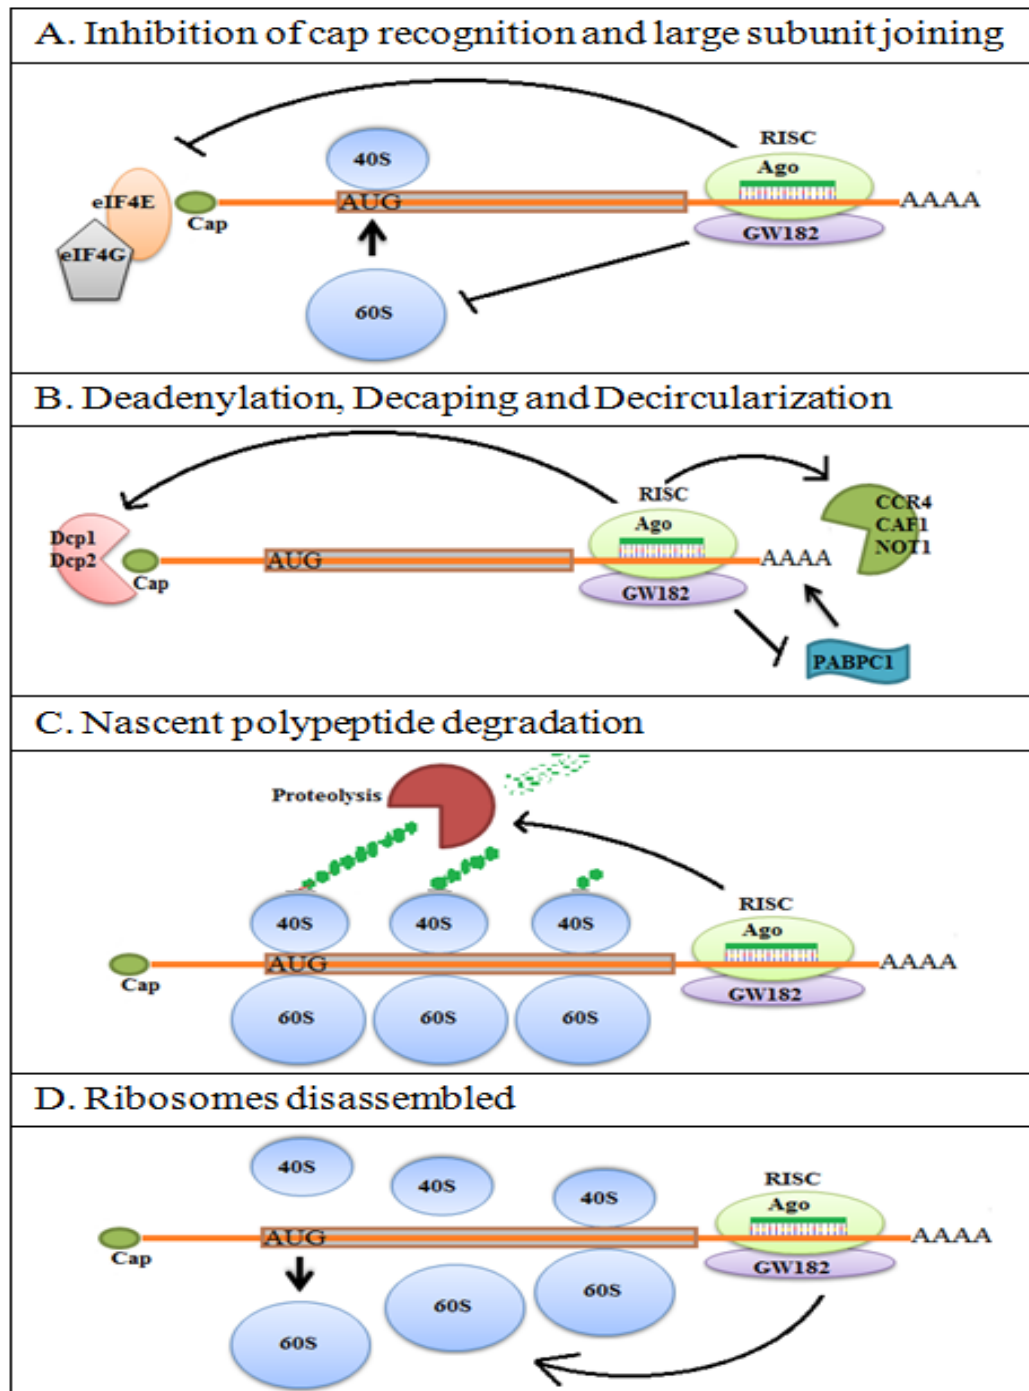 A. Inhibition of cap recognition and large subunit joining
RISC
40S
Ago
eIF4E
AUG
AAAA
Cap
GW182
eIF4G
60S
B. Deadenylation, Decaping and Decircularization
RISC
CCR4
Dcp1
Ago
CAF1
Dcp2
NOT1
AUG
AAAA
Cap
GW182
PABPC1
C. Nascent polypeptide degradation
Proteolysis
RISC
40S 40S 40S
Ago
AUG
AAAA
Cap
GW182
60S 60S 60S
D. Ribosomes disassembled
40S
40S
40S
RISC
Ago
AUG
AAAA
Cap
GW182
60S
60S
60S